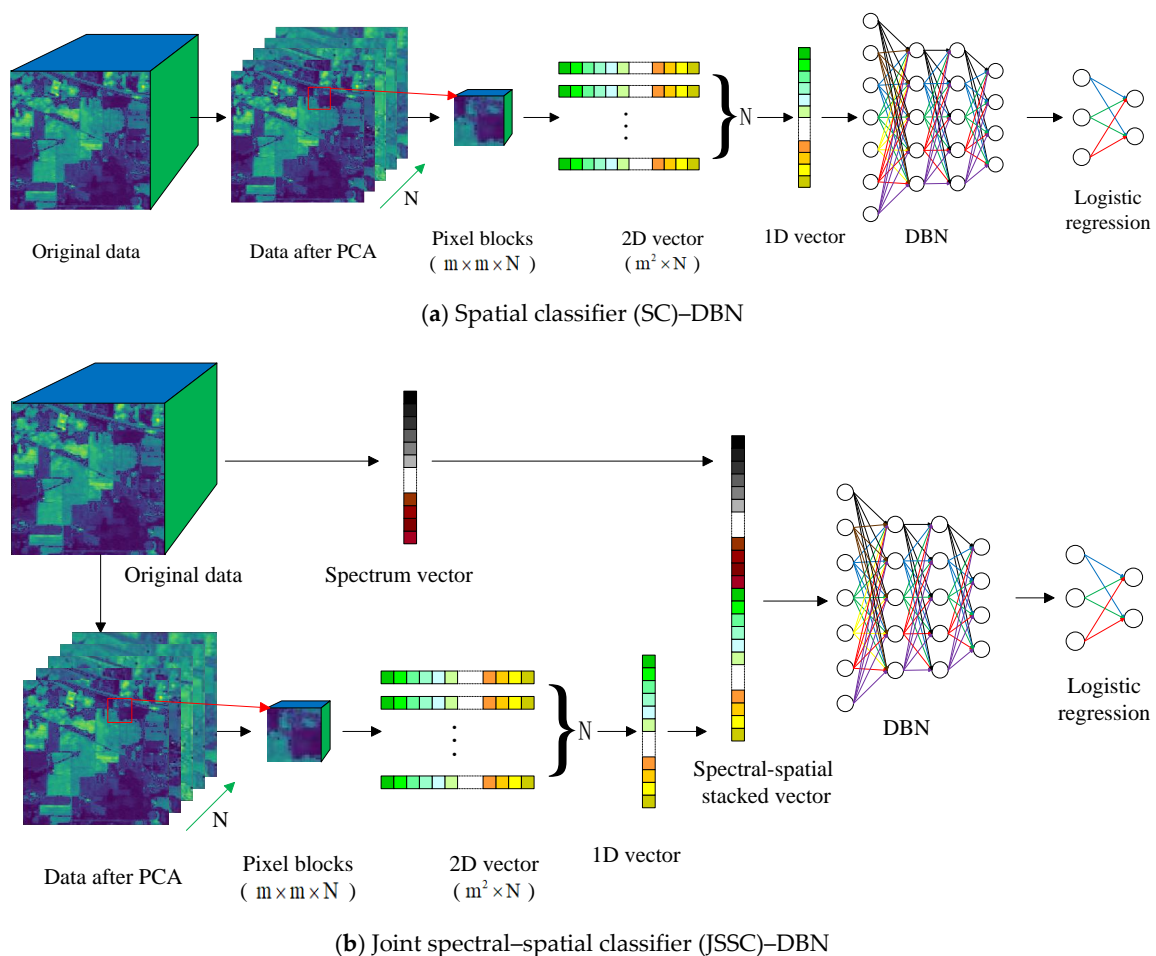 N
N
Original data
Data after PCA
Pixel blocks
( m×m×N )
2D vector
( m²×N )
1D vector
DBN
Logistic
regression
(a) Spatial classifier (SC)–DBN
Original data
Spectrum vector
N
N
Data after PCA
Pixel blocks
( m×m×N )
2D vector
( m²×N )
1D vector
Spectral-spatial
stacked vector
DBN
Logistic
regression
(b) Joint spectral–spatial classifier (JSSC)–DBN